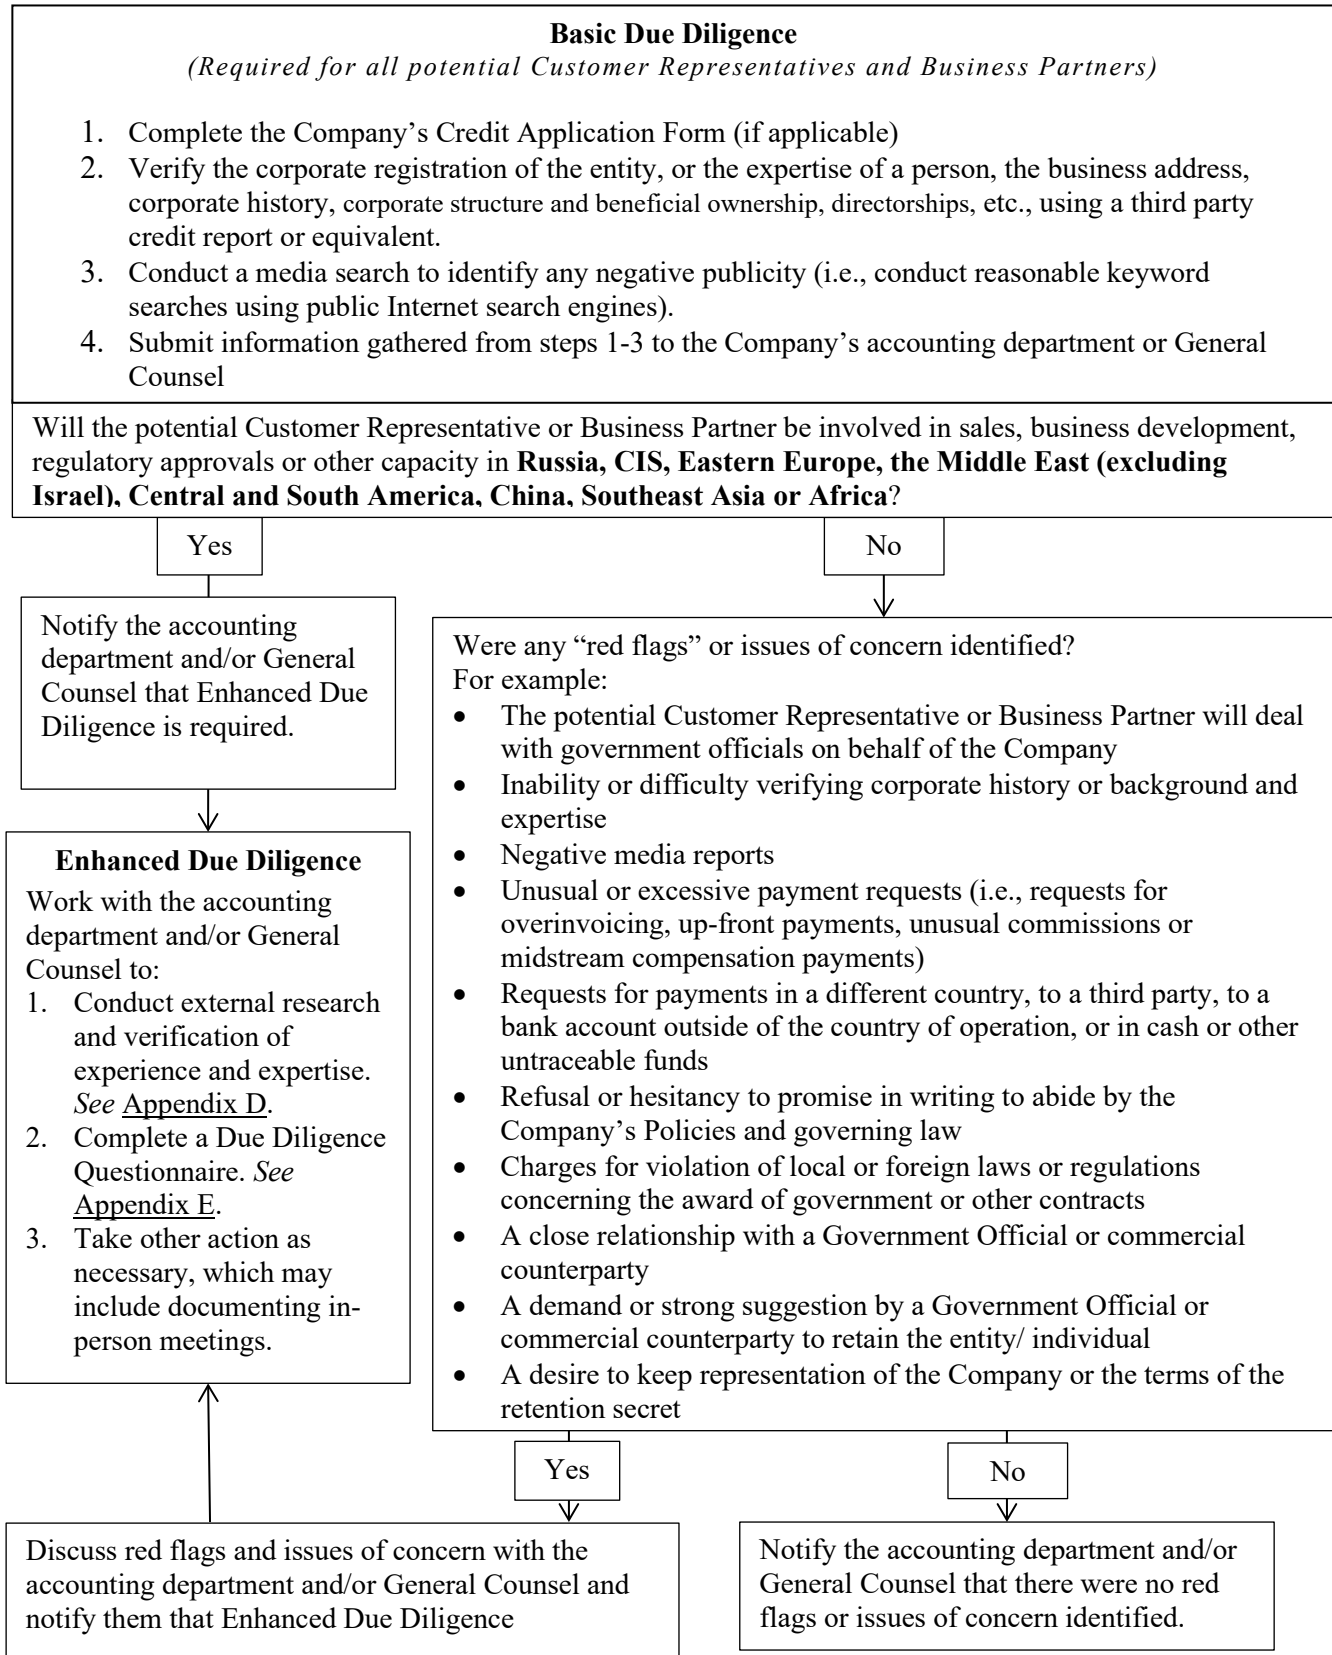 Basic Due Diligence
(Required for all potential Customer Representatives and Business Partners)
1. Complete the Company’s Credit Application Form (if applicable)
2. Verify the corporate registration of the entity, or the expertise of a person, the business address,
corporate history, corporate structure and beneficial ownership, directorships, etc., using a third party
credit report or equivalent.
3. Conduct a media search to identify any negative publicity (i.e., conduct reasonable keyword
searches using public Internet search engines).
4. Submit information gathered from steps 1-3 to the Company’s accounting department or General
Counsel
Will the potential Customer Representative or Business Partner be involved in sales, business development,
regulatory approvals or other capacity in Russia, CIS, Eastern Europe, the Middle East (excluding
Israel), Central and South America, China, Southeast Asia or Africa?
Yes
No
Notify the accounting
department and/or General
Counsel that Enhanced Due
Diligence is required.
Enhanced Due Diligence
Work with the accounting
department and/or General
Counsel to:
1. Conduct external research
and verification of
experience and expertise.
See Appendix D.
2. Complete a Due Diligence
Questionnaire. See
Appendix E.
3. Take other action as
necessary, which may
include documenting in-
person meetings.
Were any “red flags” or issues of concern identified?
For example:
• The potential Customer Representative or Business Partner will deal
with government officials on behalf of the Company
• Inability or difficulty verifying corporate history or background and
expertise
• Negative media reports
• Unusual or excessive payment requests (i.e., requests for
overinvoicing, up-front payments, unusual commissions or
midstream compensation payments)
• Requests for payments in a different country, to a third party, to a
bank account outside of the country of operation, or in cash or other
untraceable funds
• Refusal or hesitancy to promise in writing to abide by the
Company’s Policies and governing law
• Charges for violation of local or foreign laws or regulations
concerning the award of government or other contracts
• A close relationship with a Government Official or commercial
counterparty
• A demand or strong suggestion by a Government Official or
commercial counterparty to retain the entity/ individual
• A desire to keep representation of the Company or the terms of the
retention secret
Yes
No
Discuss red flags and issues of concern with the
accounting department and/or General Counsel and
notify them that Enhanced Due Diligence
Notify the accounting department and/or
General Counsel that there were no red
flags or issues of concern identified.